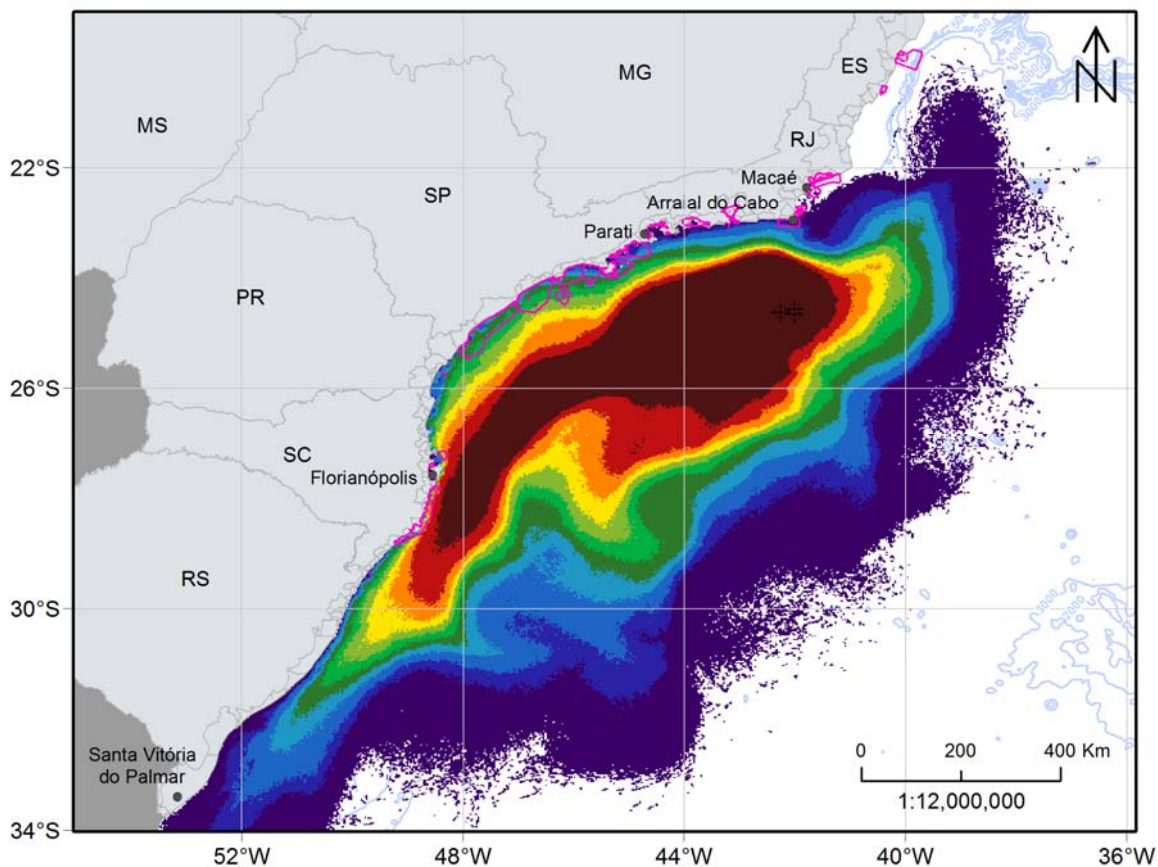 MG
ES
MS
RJ
22°S
Macaé
SP
Arraial do Cabo
Parati
PR
26°S
SC
Florianópolis
RS
30°S
Santa Vitória
do Palmar
0 200 400 Km
1:12,000,000
34°S
52°W 48°W 44°W 40°W 36°W